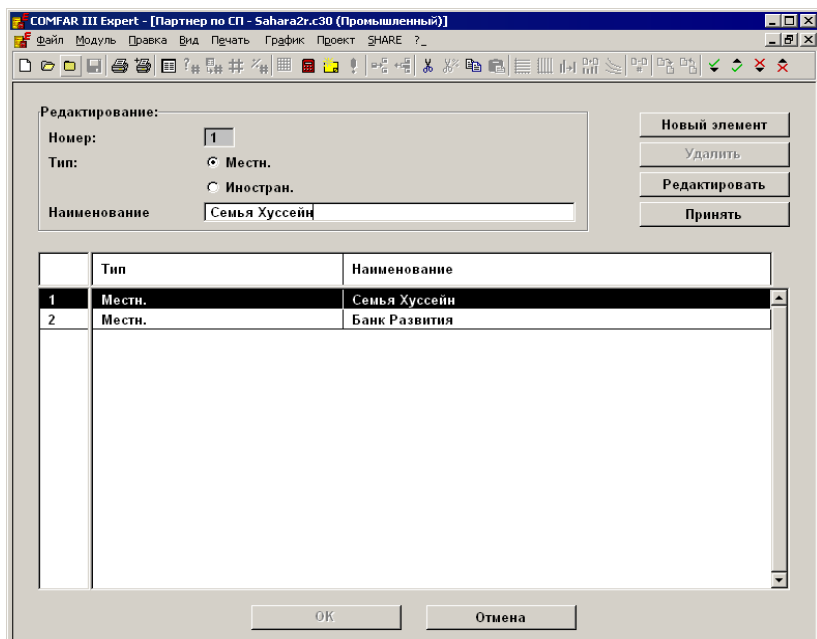 COMFAR III Expert - [Партнер по СП - Sahara2r.c30 (Промышленный)]
Файл Модуль Правка Вид Печать График Проект SHARE ?_
Редактирование:
Номер: 1
Тип: Местн.
Иностран.
Наименование Семья Хуссейн
Новый элемент
Удалить
Редактировать
Принять
Тип Наименование
1 Местн. Семья Хуссейн
2 Местн. Банк Развития
OK Отмена